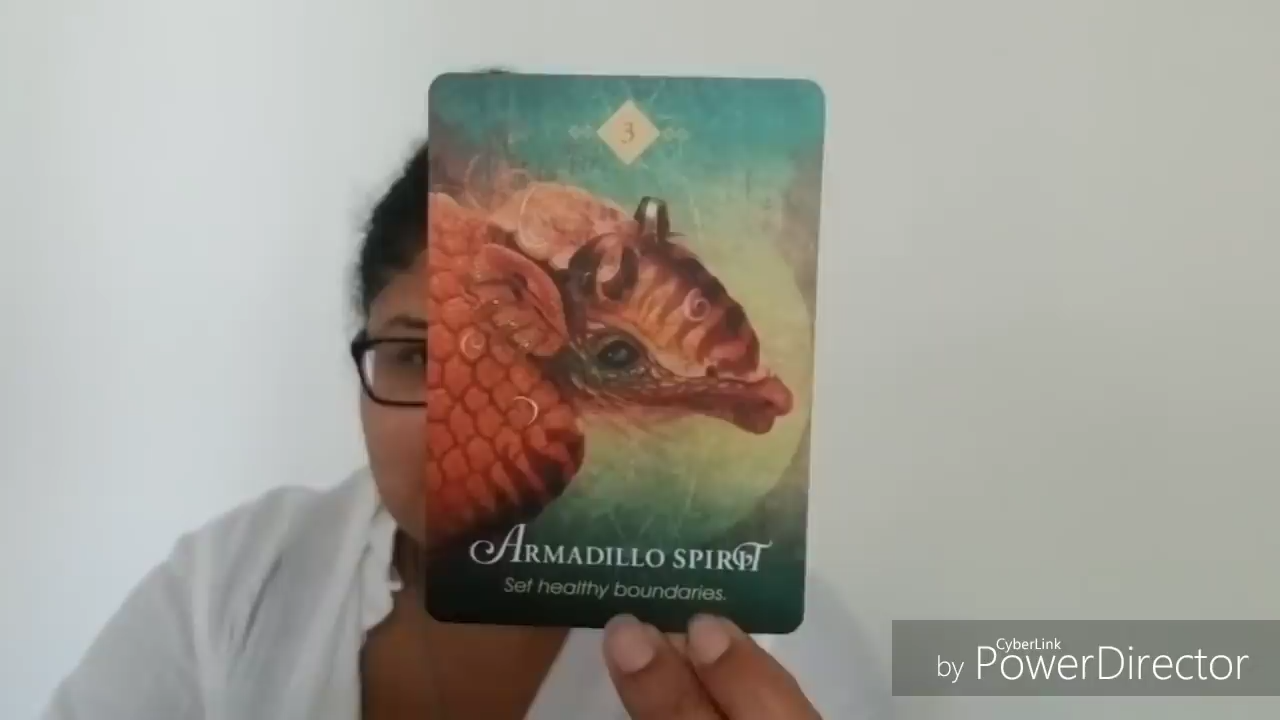 3
ARMADILLO SPIRIT
Set healthy boundaries.
CyberLink
by PowerDirector